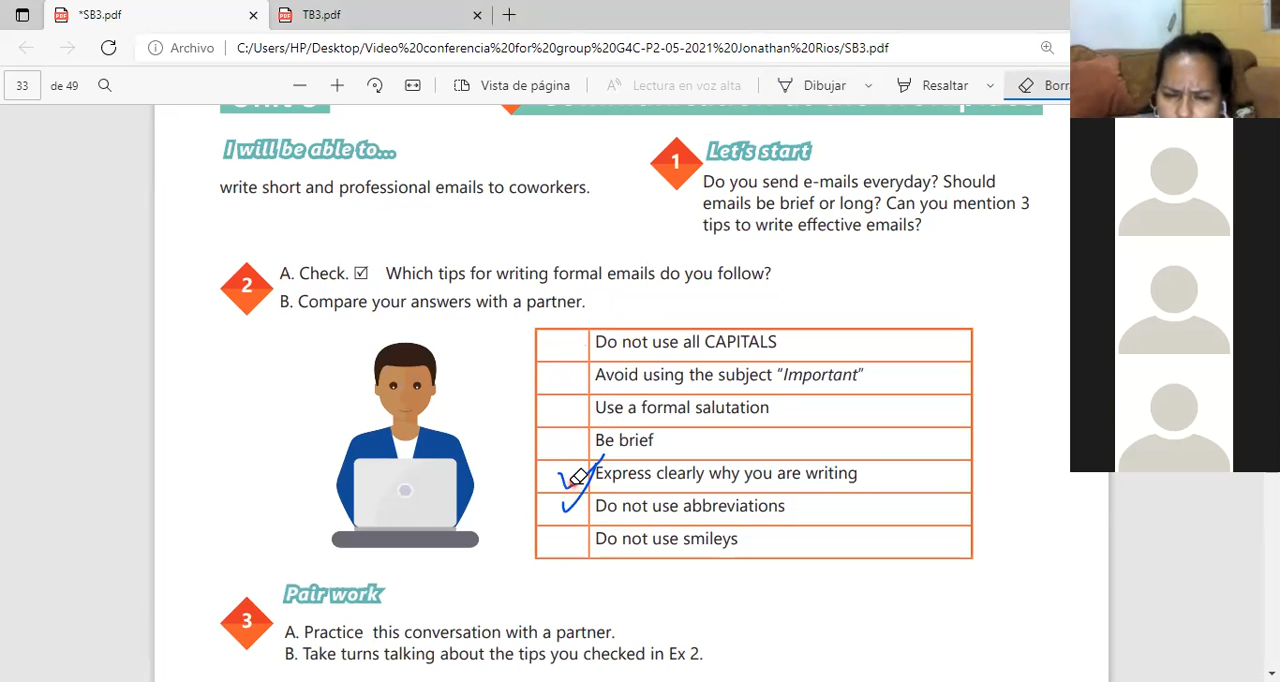 *SB3.pdf
TB3.pdf
Archivo
C:/Users/HP/Desktop/Video%20conferencia%20for%20group%20G4C-P2-05-2021%20Jonathan%20Rios/SB3.pdf
33
de 49
Vista de página
Lectura en voz alta
Dibujar
Resaltar
Borr
I will be able to...
write short and professional emails to coworkers.
1
Let's start
Do you send e-mails everyday? Should
emails be brief or long? Can you mention 3
tips to write effective emails?
2
A. Check. ☑ Which tips for writing formal emails do you follow?
B. Compare your answers with a partner.
Do not use all CAPITALS
Avoid using the subject “Important”
Use a formal salutation
Be brief
Express clearly why you are writing
Do not use abbreviations
Do not use smileys
Pair work
3
A. Practice this conversation with a partner.
B. Take turns talking about the tips you checked in Ex 2.